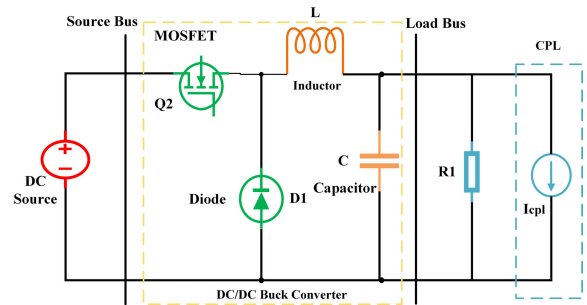 Source Bus
MOSFET
L
Load Bus
CPL
Q2
Inductor
DC
Source
Diode
D1
C
Capacitor
R1
Icpl
DC/DC Buck Converter